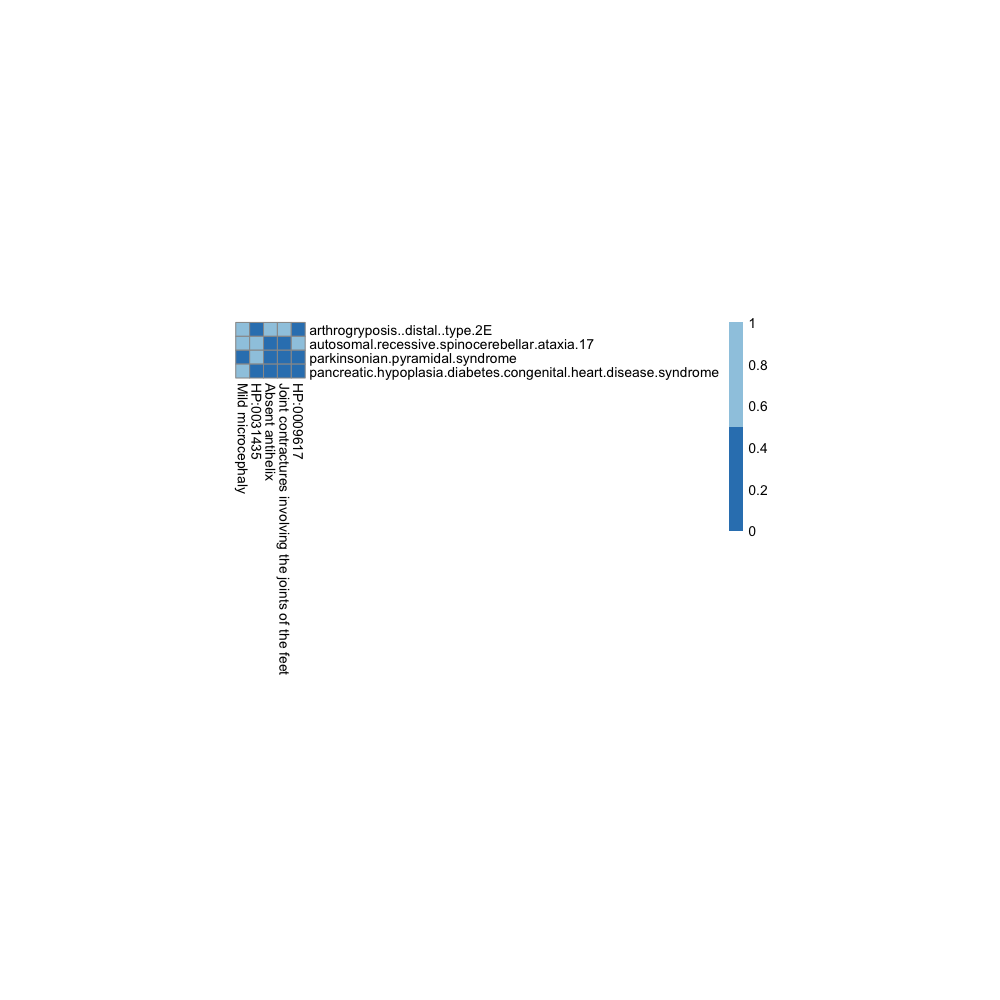 arthrogryposis..distal..type.2E
autosomal.recessive.spinocerebellar.ataxia.17
parkinsonian.pyramidal.syndrome
pancreatic.hypoplasia.diabetes.congenital.heart.disease.syndrome
Mild microcephaly
HP:0031435
Absent antihelix
Joint contractures involving the joints of the feet
HP:0009617
1
0.8
0.6
0.4
0.2
0